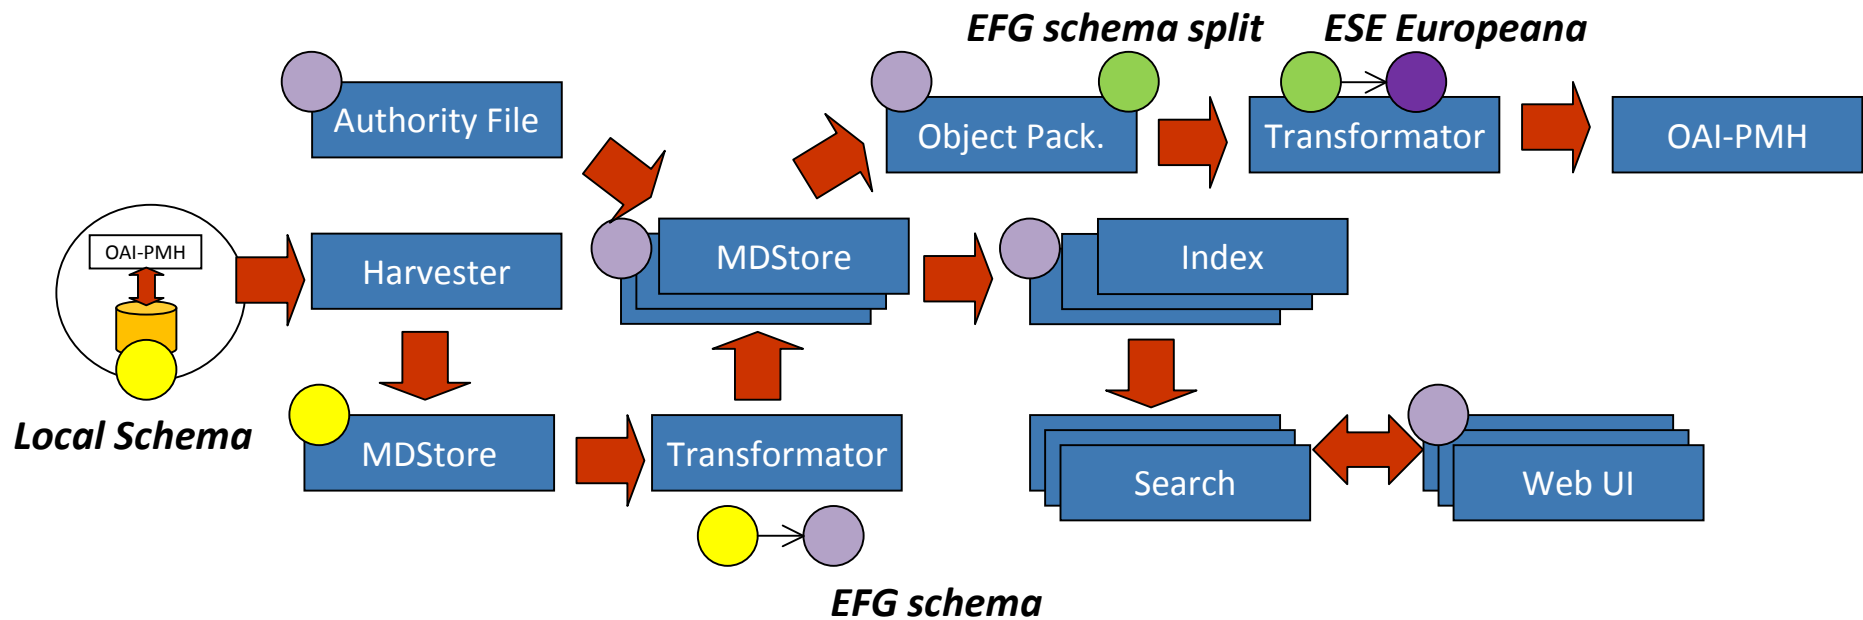 EFG schema split
ESE Europeana
Authority File
Object Pack.
Transformator
OAI-PMH
OAI-PMH
Harvester
MDStore
Index
Local Schema
MDStore
Transformator
Search
Web UI
EFG schema